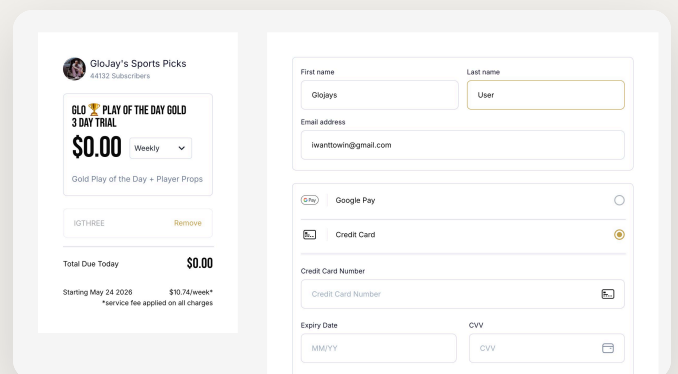 GloJay's Sports Picks
44132 Subscribers
GLO 🏆 PLAY OF THE DAY GOLD
3 DAY TRIAL
$0.00 Weekly
Gold Play of the Day + Player Props
IGTHREE Remove
Total Due Today $0.00
Starting May 24 2026 $10.74/week*
*service fee applied on all charges
First name Last name
Glojays User
Email address
iwanttowin@gmail.com
G Pay Google Pay
Credit Card
Credit Card Number
Credit Card Number
Expiry Date CVV
MM/YY CVV